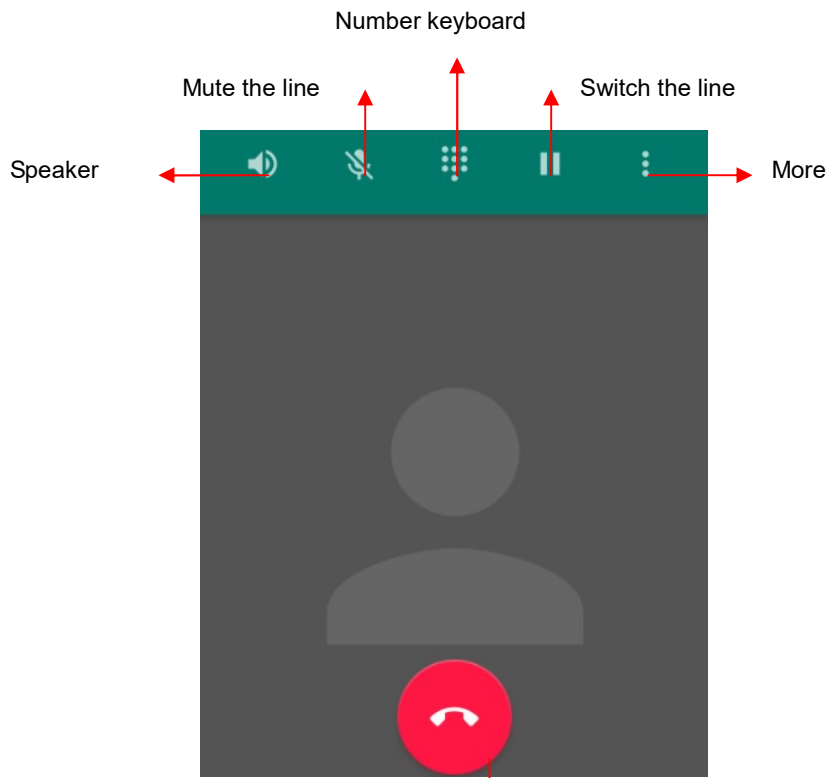 Number keyboard
Mute the line
Switch the line
Speaker
More